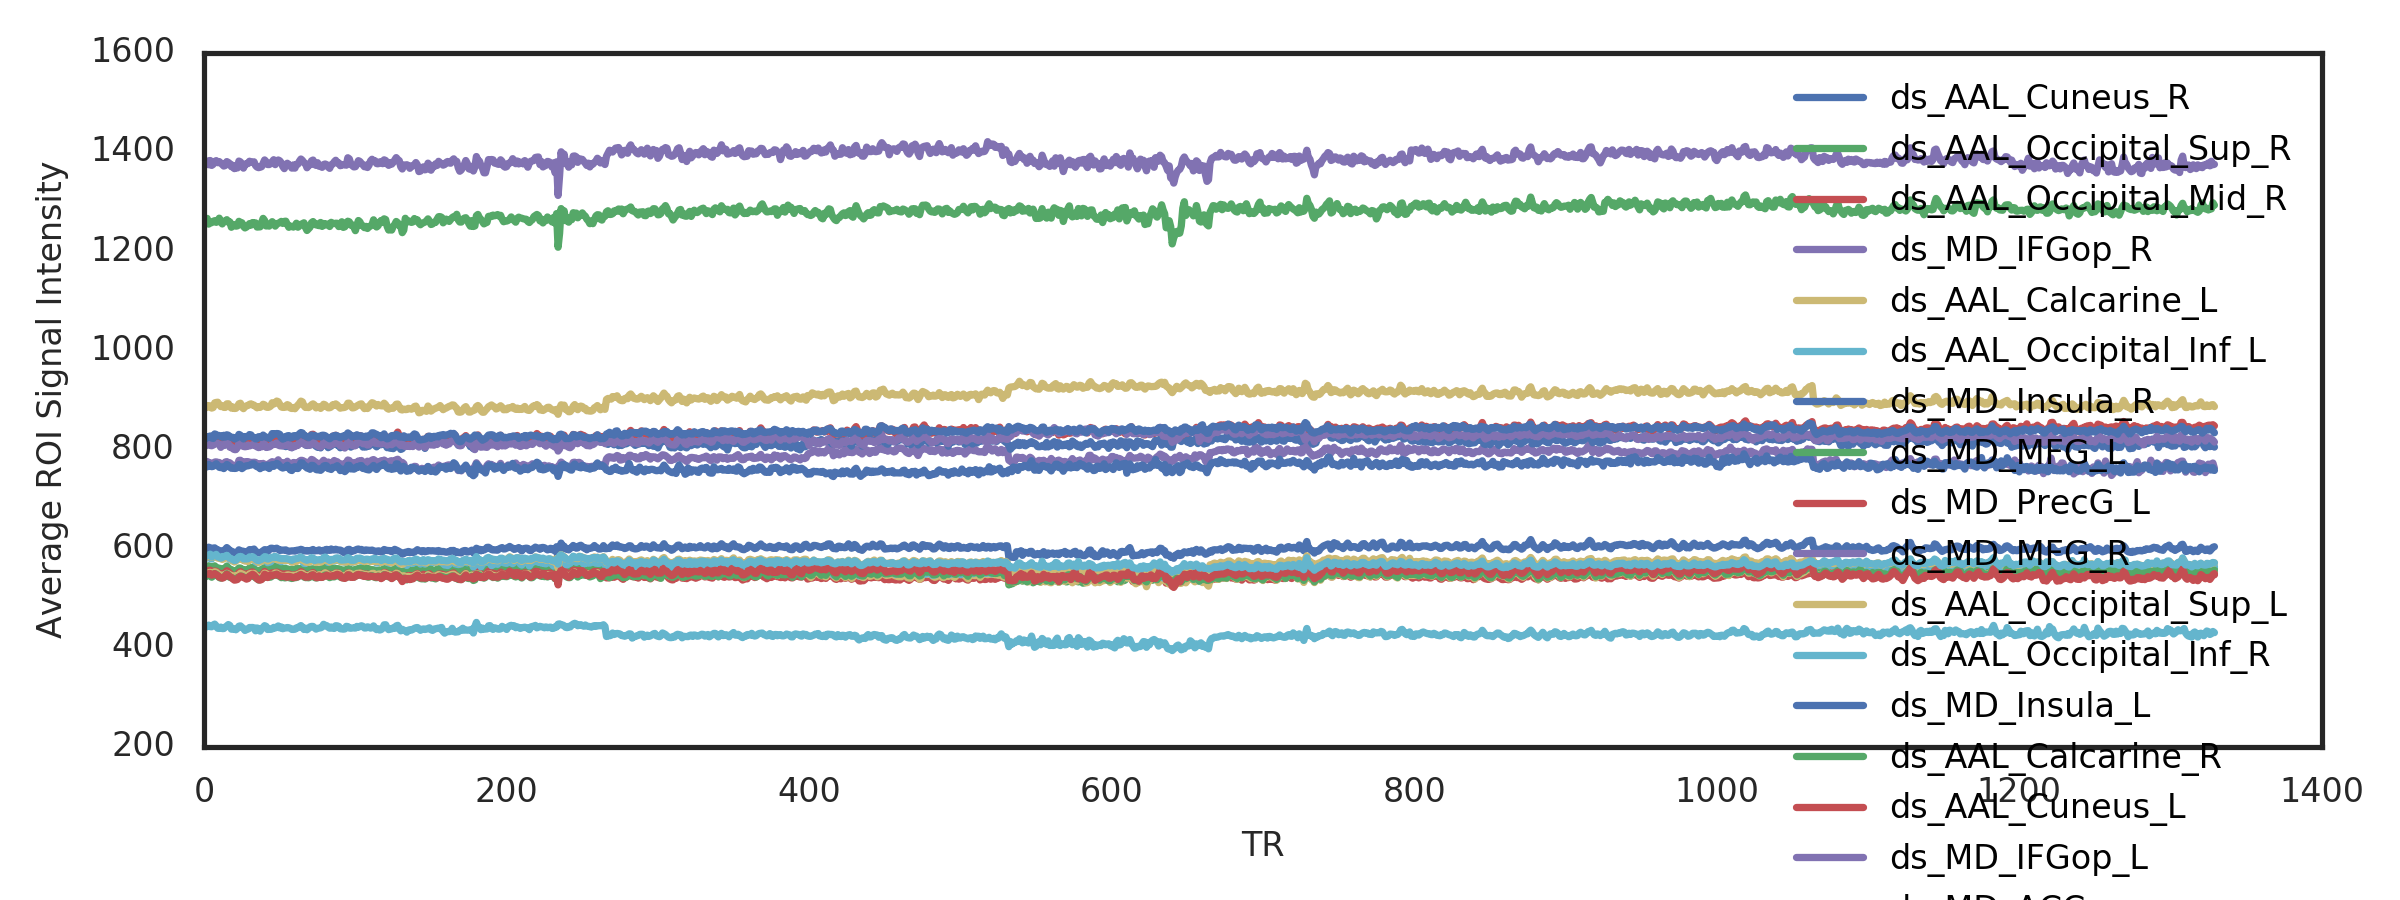 1600
1400
1200
1000
800
600
400
200
Average ROI Signal Intensity
0 200 400 600 800 1000 1200 1400
TR
ds_AAL_Cuneus_R
ds_AAL_Occipital_Sup_R
ds_AAL_Occipital_Mid_R
ds_MD_IFGop_R
ds_AAL_Calcarine_L
ds_AAL_Occipital_Inf_L
ds_MD_Insula_R
ds_MD_MFG_L
ds_MD_PrecG_L
ds_MD_MFG_R
ds_AAL_Occipital_Sup_L
ds_AAL_Occipital_Inf_R
ds_MD_Insula_L
ds_AAL_Calcarine_R
ds_AAL_Cuneus_L
ds_MD_IFGop_L